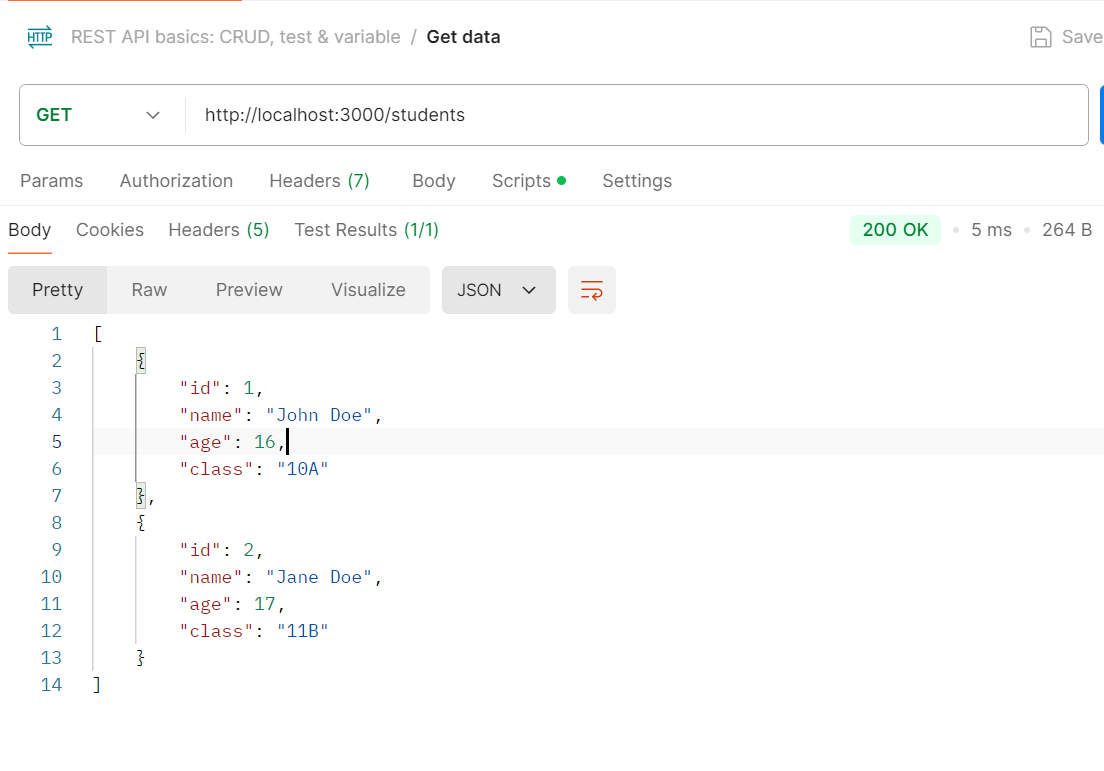 HTTP REST API basics: CRUD, test & variable / Get data Save
GET http://localhost:3000/students
Params Authorization Headers (7) Body Scripts Settings
Body Cookies Headers (5) Test Results (1/1) 200 OK 5 ms 264 B
Pretty Raw Preview Visualize JSON
1 [
2 {
3 "id": 1,
4 "name": "John Doe",
5 "age": 16,
6 "class": "10A"
7 },
8 {
9 "id": 2,
10 "name": "Jane Doe",
11 "age": 17,
12 "class": "11B"
13 }
14 ]